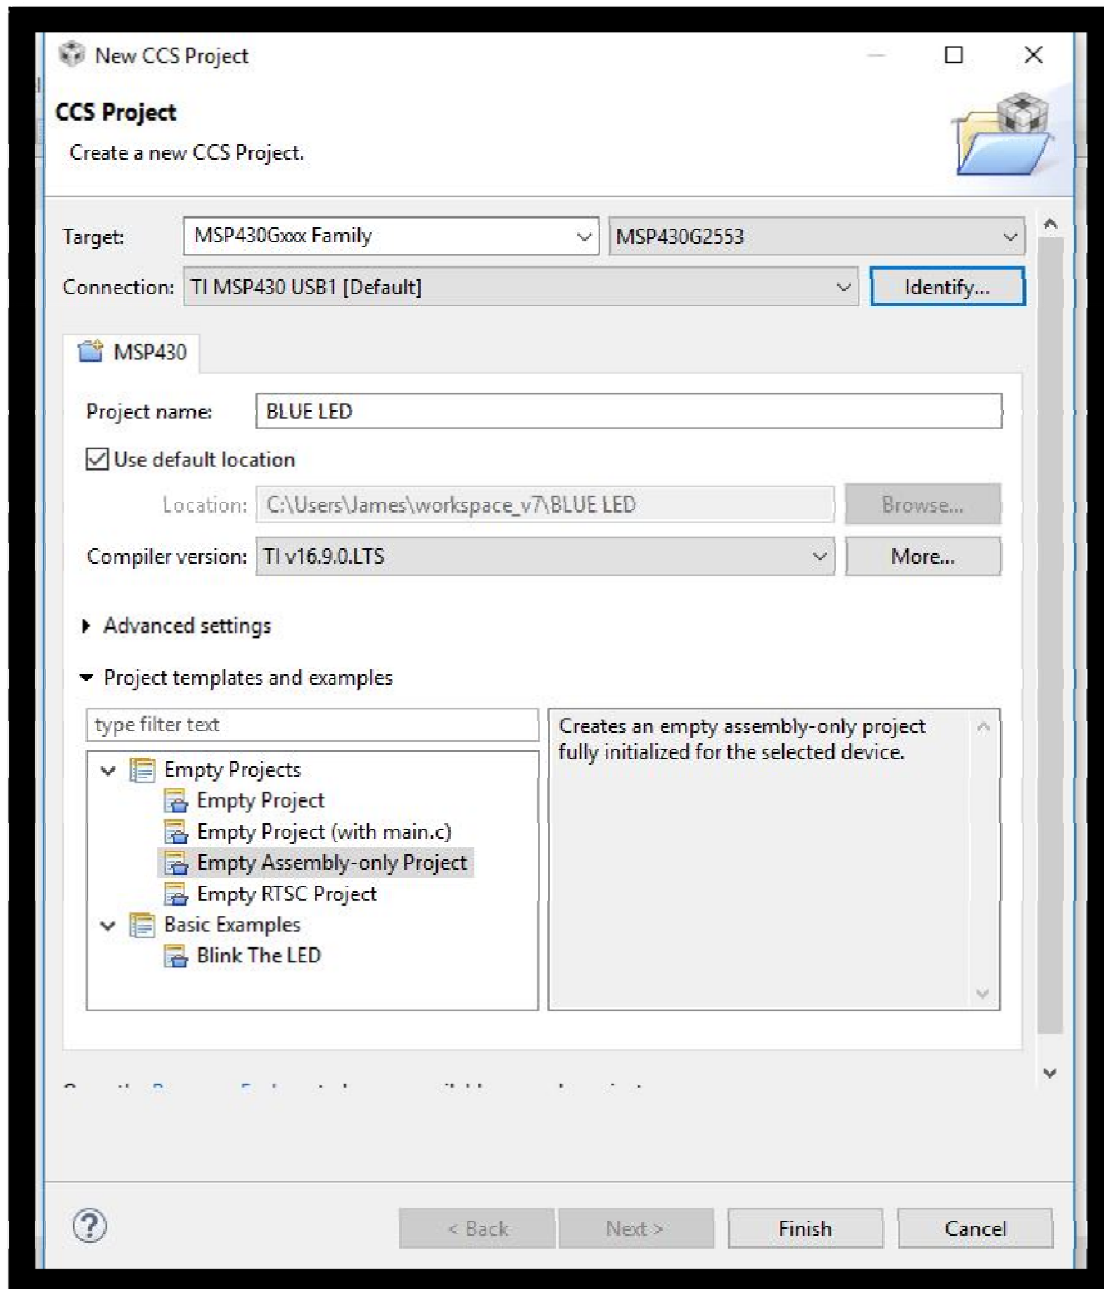 New CCS Project
CCS Project
Create a new CCS Project.
Target: MSP430Gxxx Family MSP430G2553
Connection: TI MSP430 USB1 [Default] Identify...
MSP430
Project name: BLUE LED
Use default location
Location: C:\Users\James\workspace_v7\BLUE LED Browse...
Compiler version: TI v16.9.0.LTS More...
Advanced settings
Project templates and examples
type filter text
Creates an empty assembly-only project
fully initialized for the selected device.
Empty Projects
Empty Project
Empty Project (with main.c)
Empty Assembly-only Project
Empty RTSC Project
Basic Examples
Blink The LED
< Back Next > Finish Cancel